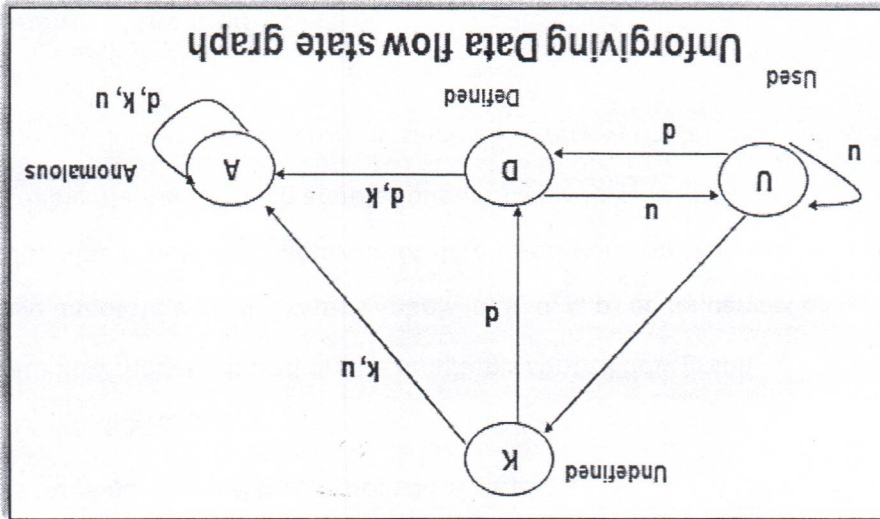 Undefined K
k,u
d
u d,k
U D A Anomalous
u d
Used Defined d, k, u
Unforgiving Data flow state graph